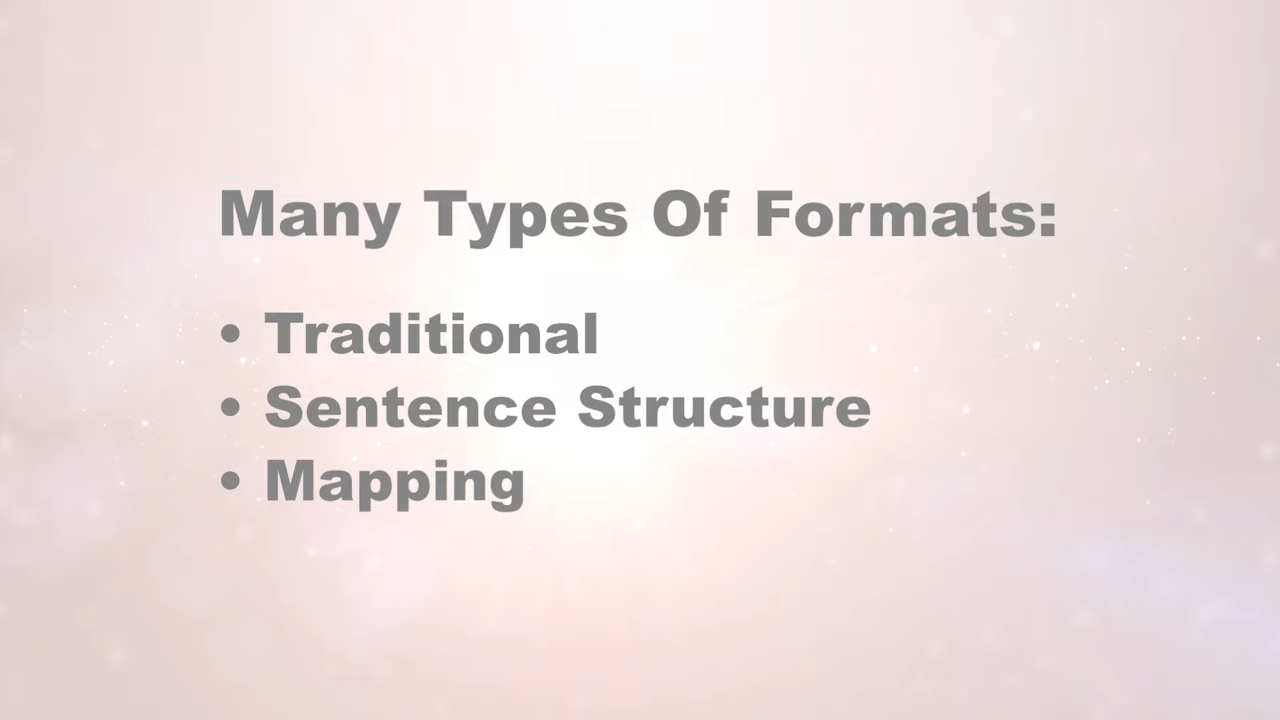 Many Types Of Formats:
• Traditional
• Sentence Structure
• Mapping